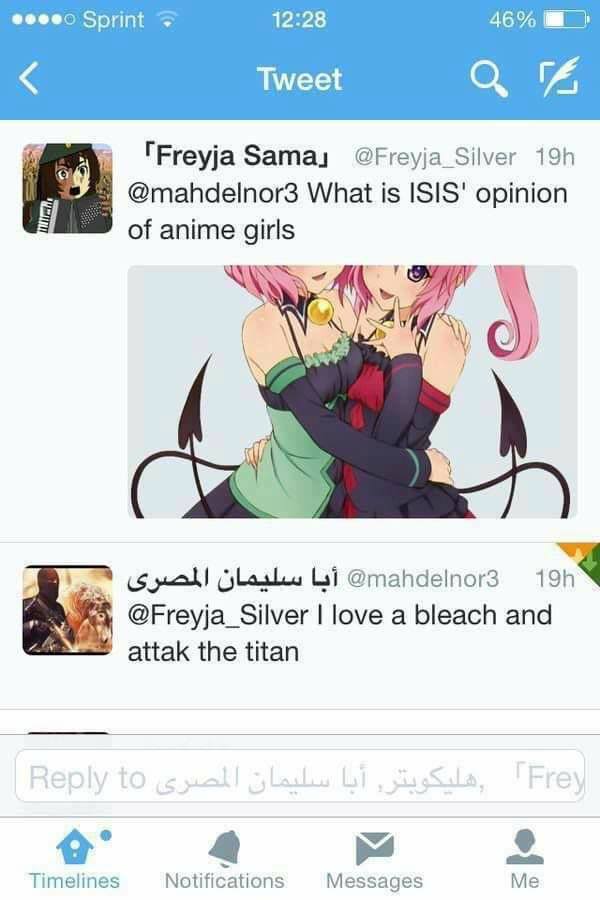 Sprint 12:28 46%
Tweet
「Freyja Sama」 @Freyja_Silver 19h
@mahdelnor3 What is ISIS' opinion
of anime girls
أبا سليمان المصرى @mahdelnor3 19h
@Freyja_Silver I love a bleach and
attak the titan
Reply to هليكوبتر, أبا سليمان المصرى, 「Frey
Timelines Notifications Messages Me